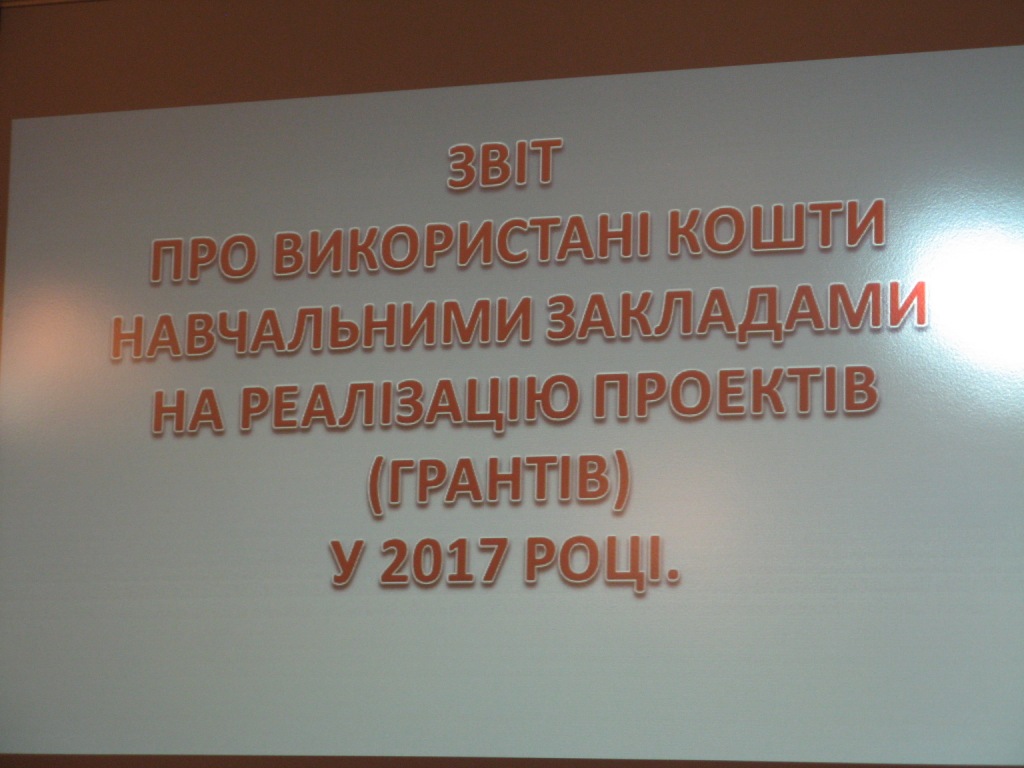 ЗВІТ
ПРО ВИКОРИСТАНІ КОШТИ
НАВЧАЛЬНИМИ ЗАКЛАДАМИ
НА РЕАЛІЗАЦІЮ ПРОЕКТІВ
(ГРАНТІВ)
У 2017 РОЦІ.